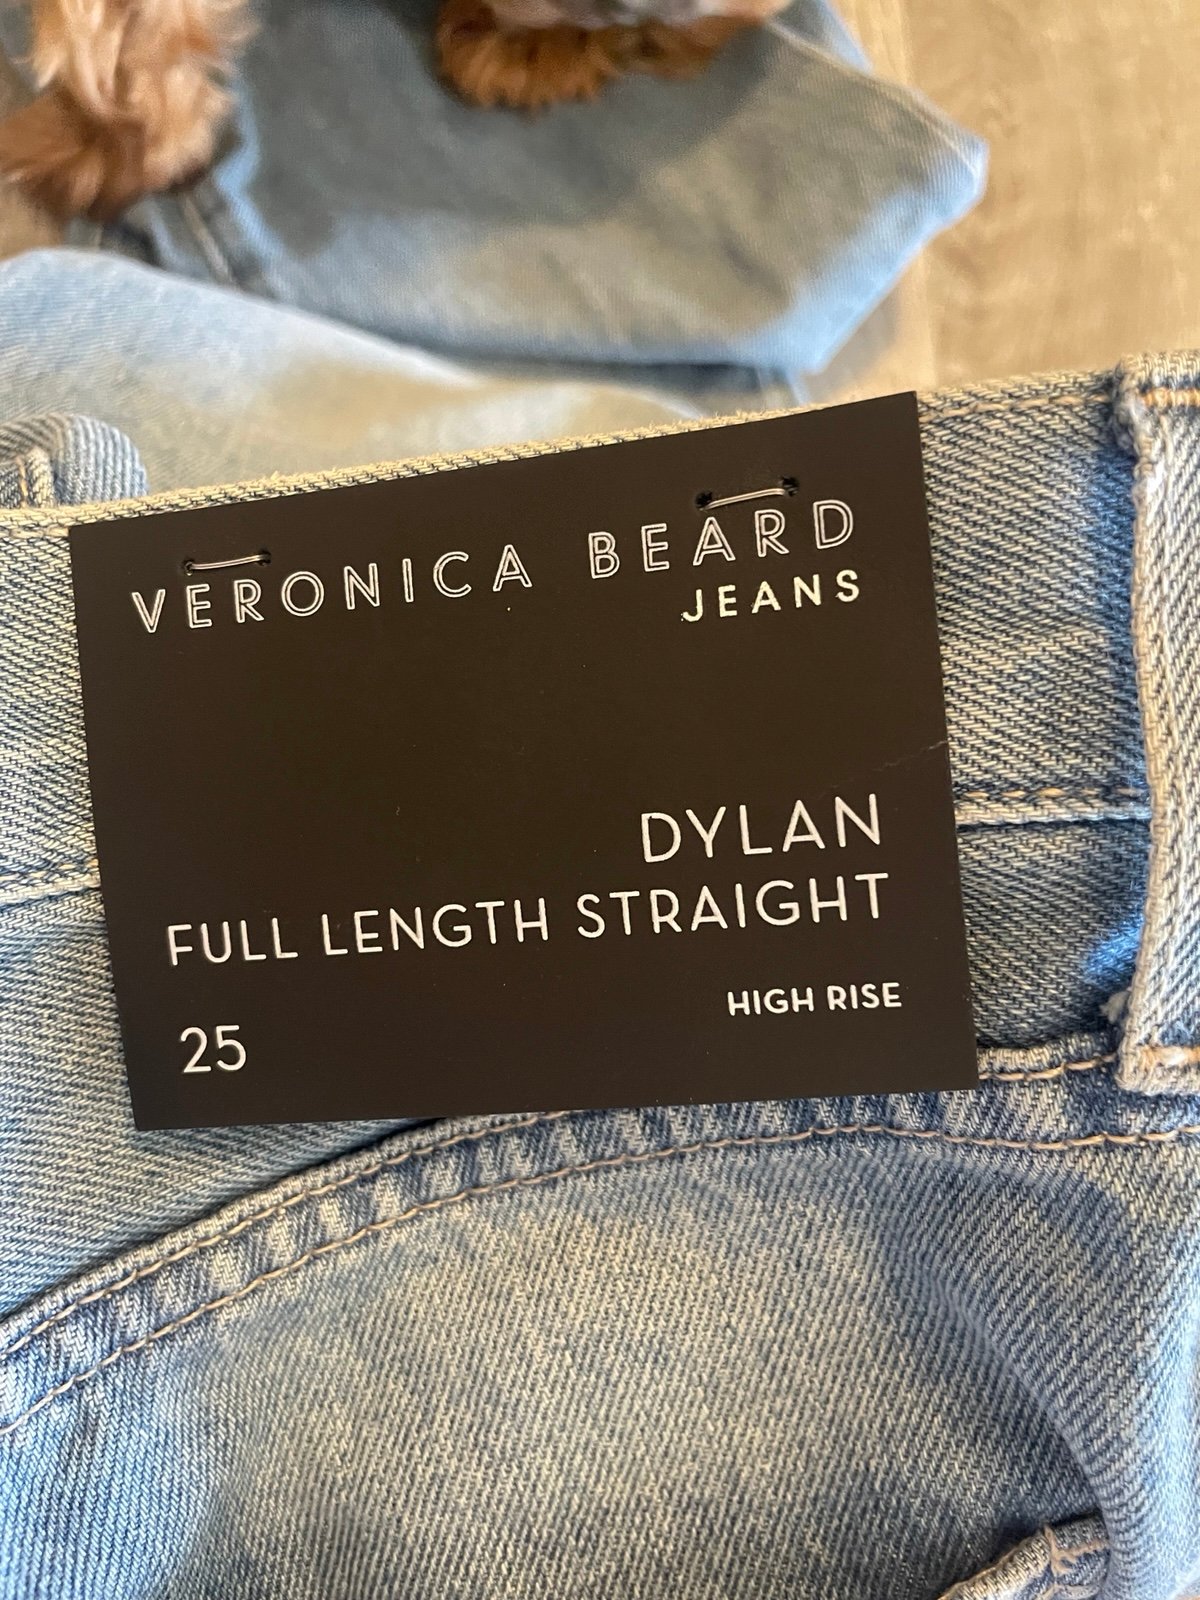 VERONICA BEARD
JEANS
DYLAN
FULL LENGTH STRAIGHT
HIGH RISE
25